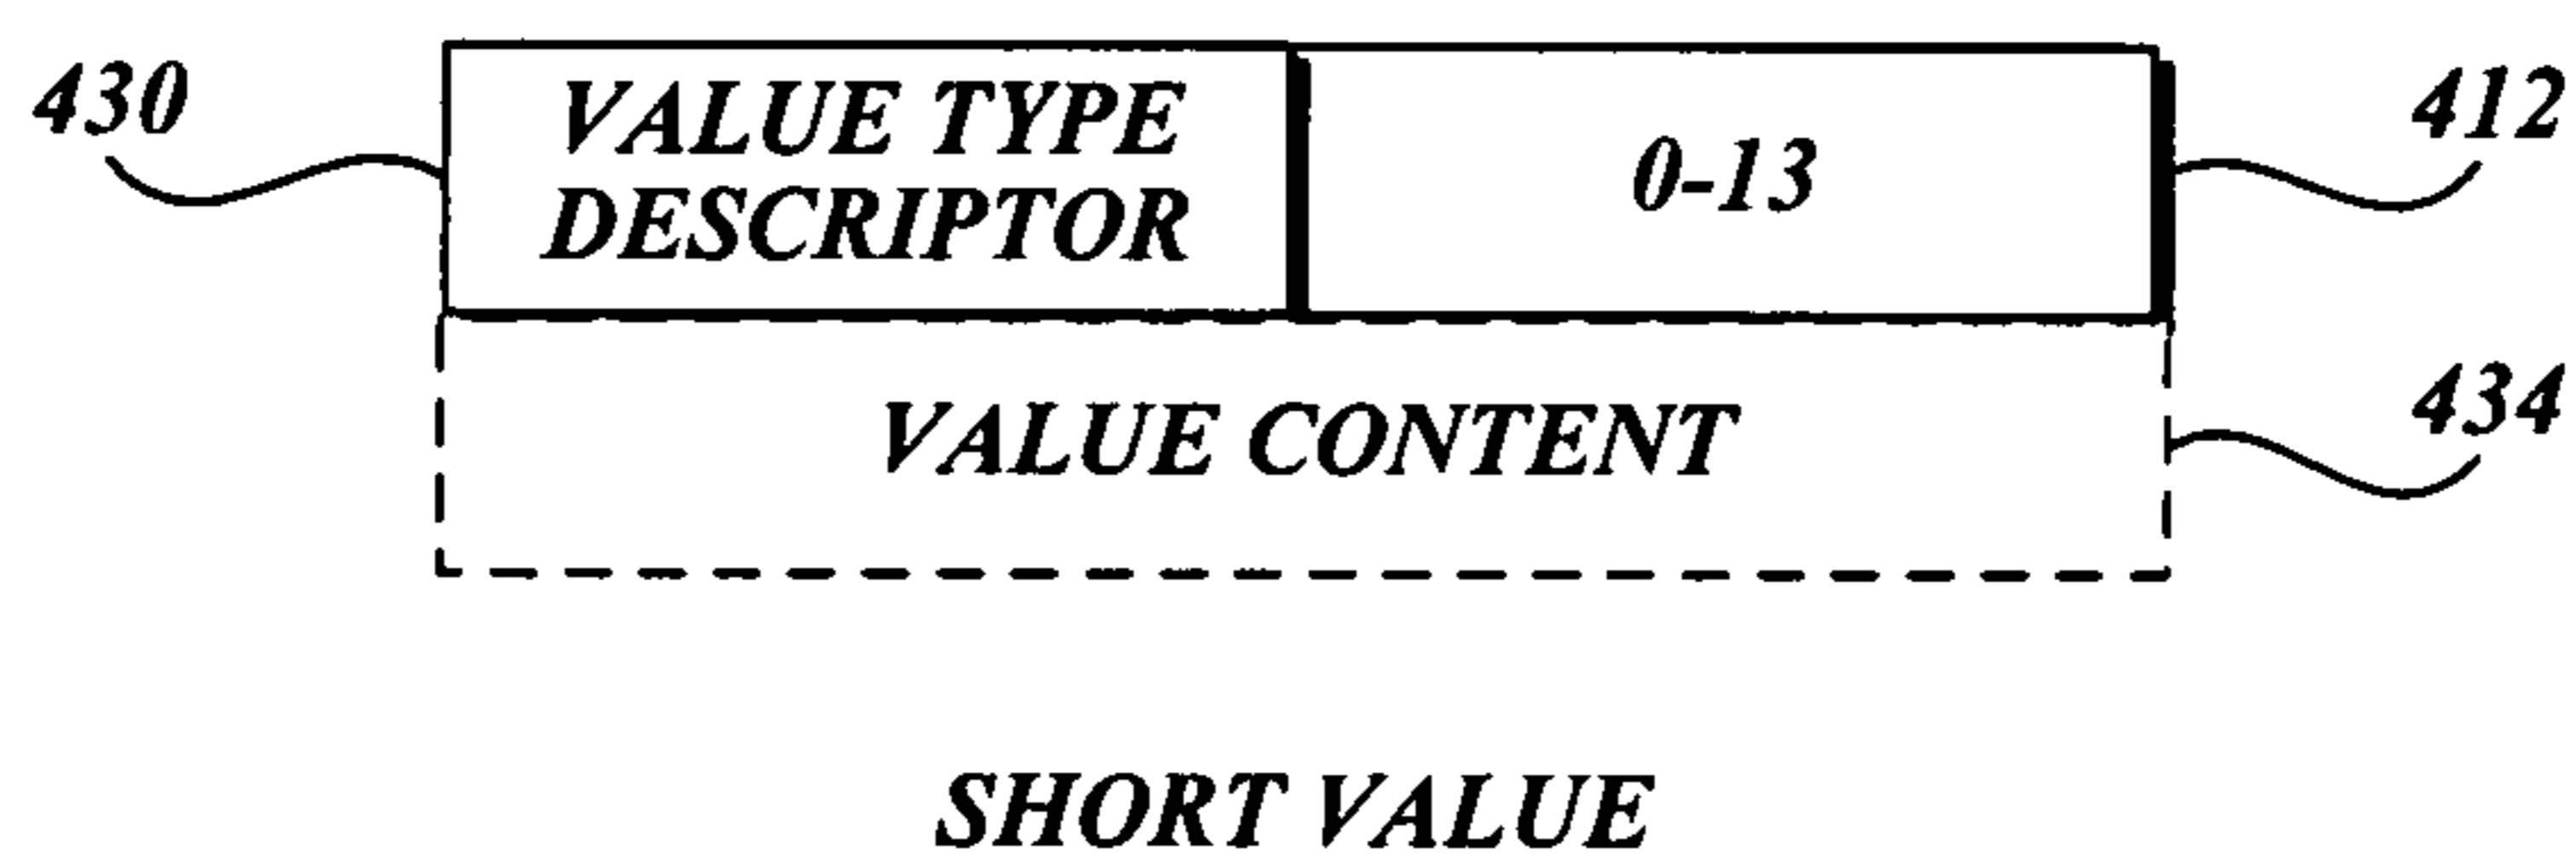 430
VALUE TYPE
DESCRIPTOR
0-13
412
VALUE CONTENT
434
SHORT VALUE